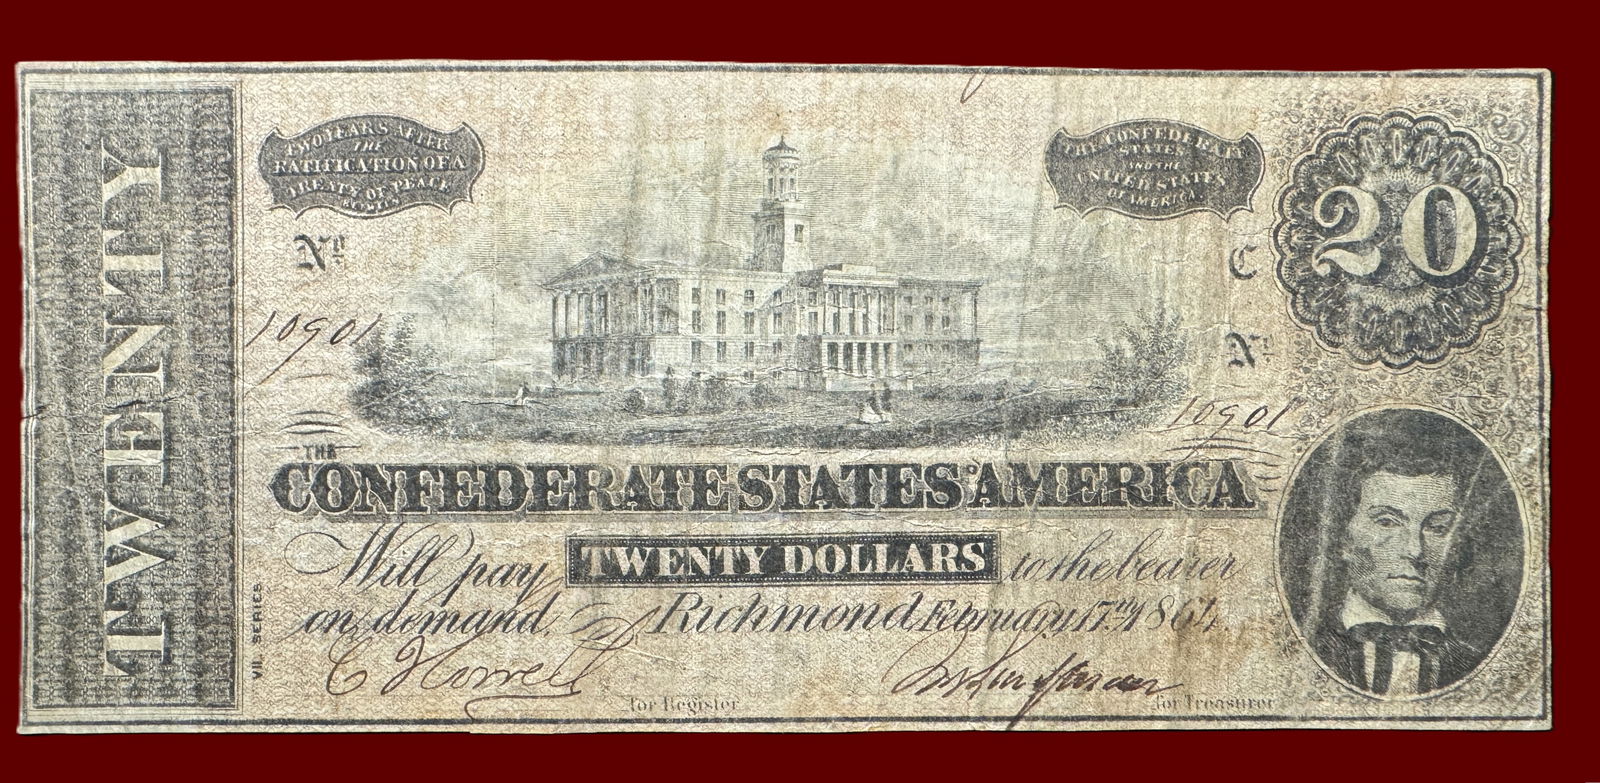 TWENTY
TWO YEARS AFTER
THE
RATIFICATION OF A
TREATY OF PEACE
BETWEEN
THE CONFEDERATE
STATES
AND THE
UNITED STATES
OF AMERICA.
20
No
C
10901
No
10901
THE
CONFEDERATE STATES OF AMERICA
Will pay TWENTY DOLLARS to the bearer
on demand. Richmond February 17th 1864.
VII. SERIES
for Register
for Treasurer